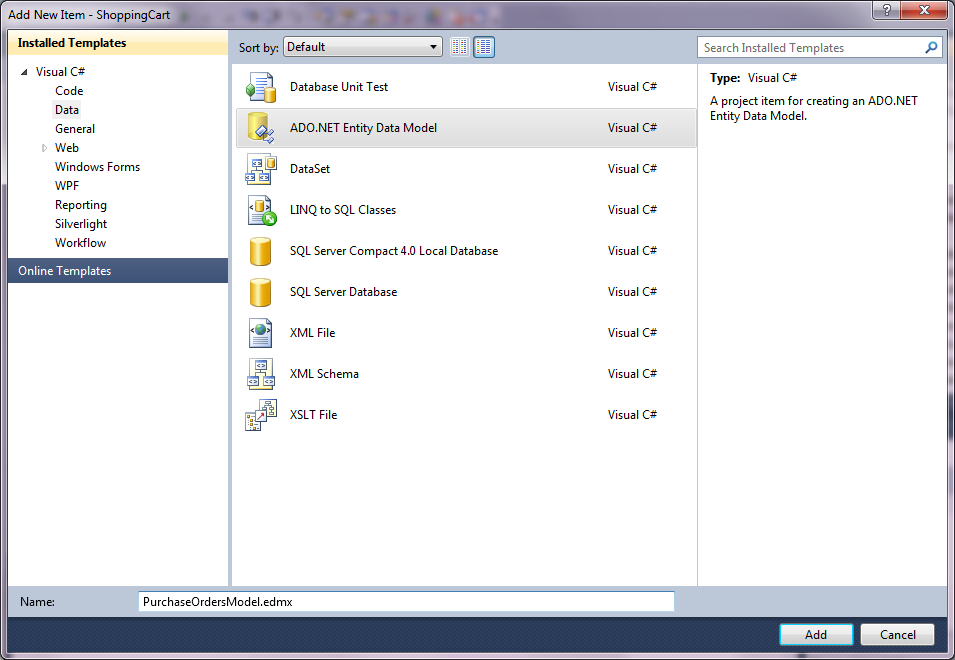 Add New Item - ShoppingCart
?
Installed Templates
Sort by:
Default
Search Installed Templates
Visual C#
Code
Data
General
Web
Windows Forms
WPF
Reporting
Silverlight
Workflow
Online Templates
Database Unit Test Visual C#
ADO.NET Entity Data Model Visual C#
DataSet Visual C#
LINQ to SQL Classes Visual C#
SQL Server Compact 4.0 Local Database Visual C#
SQL Server Database Visual C#
XML File Visual C#
XML Schema Visual C#
XSLT File Visual C#
Type: Visual C#
A project item for creating an ADO.NET
Entity Data Model.
Name:
PurchaseOrdersModel.edmx
Add
Cancel